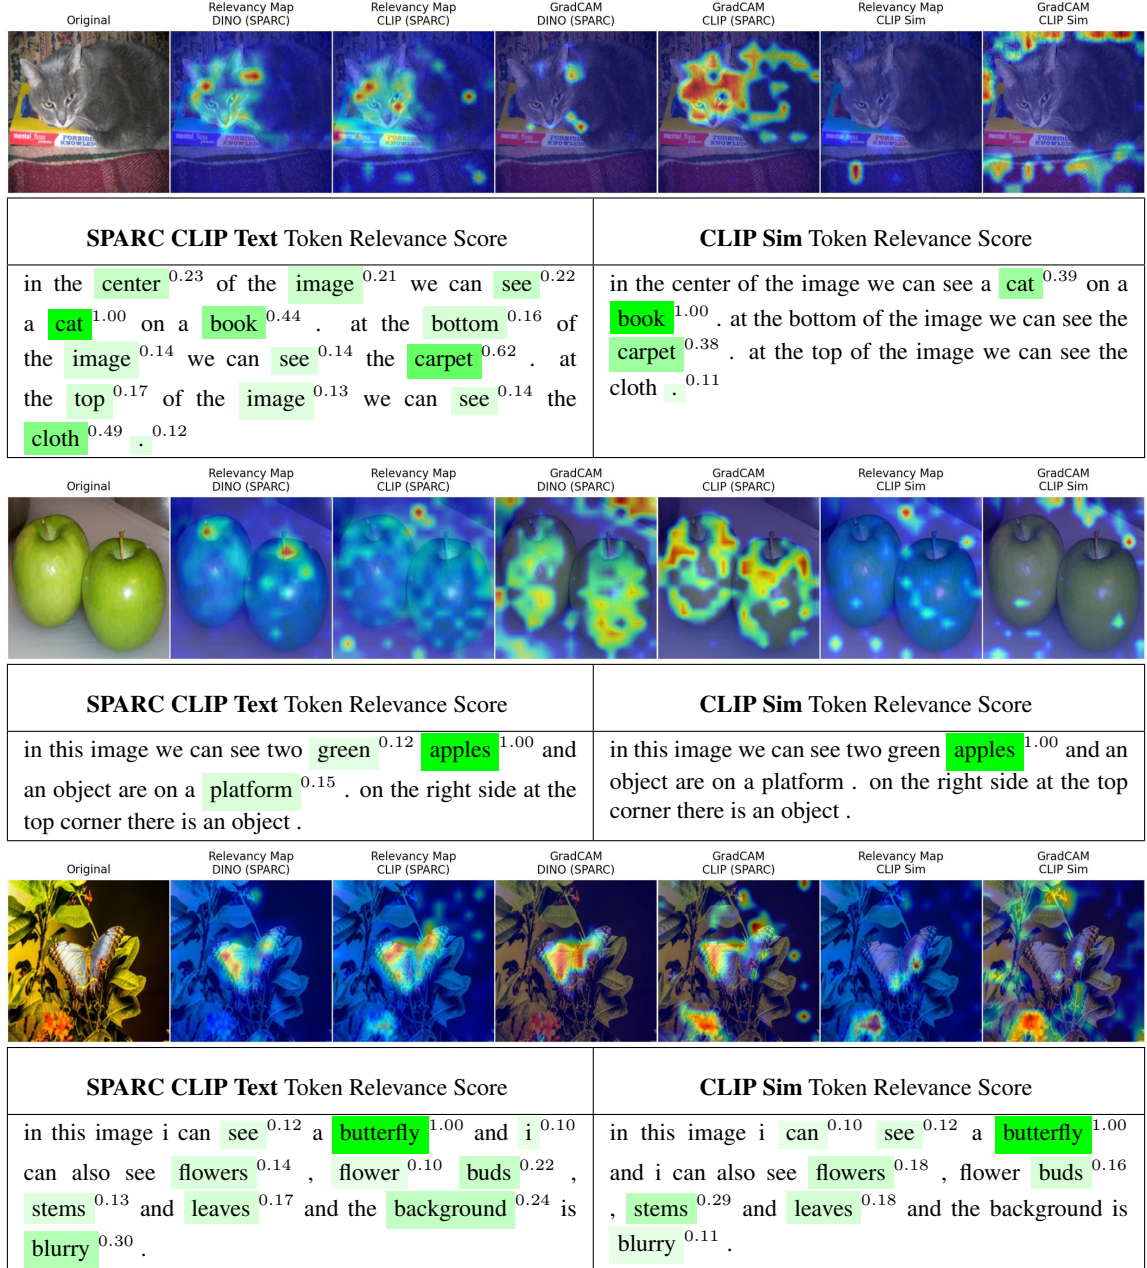 Original
Relevancy Map
DINO (SPARC)
Relevancy Map
CLIP (SPARC)
GradCAM
DINO (SPARC)
GradCAM
CLIP (SPARC)
Relevancy Map
CLIP Sim
GradCAM
CLIP Sim
mental_floss
FORBIDDEN
KNOWLEDGE
SPARC CLIP Text Token Relevance Score
in the center 0.23 of the image 0.21 we can see 0.22
a cat 1.00 on a book 0.44 . at the bottom 0.16 of
the image 0.14 we can see 0.14 the carpet 0.62 . at
the top 0.17 of the image 0.13 we can see 0.14 the
cloth 0.49 . 0.12
CLIP Sim Token Relevance Score
in the center of the image we can see a cat 0.39 on a
book 1.00 . at the bottom of the image we can see the
carpet 0.38 . at the top of the image we can see the
cloth . 0.11
Original
Relevancy Map
DINO (SPARC)
Relevancy Map
CLIP (SPARC)
GradCAM
DINO (SPARC)
GradCAM
CLIP (SPARC)
Relevancy Map
CLIP Sim
GradCAM
CLIP Sim
SPARC CLIP Text Token Relevance Score
in this image we can see two green 0.12 apples 1.00 and
an object are on a platform 0.15 . on the right side at the
top corner there is an object .
CLIP Sim Token Relevance Score
in this image we can see two green apples 1.00 and an
object are on a platform . on the right side at the top
corner there is an object .
Original
Relevancy Map
DINO (SPARC)
Relevancy Map
CLIP (SPARC)
GradCAM
DINO (SPARC)
GradCAM
CLIP (SPARC)
Relevancy Map
CLIP Sim
GradCAM
CLIP Sim
SPARC CLIP Text Token Relevance Score
in this image i can see 0.12 a butterfly 1.00 and i 0.10
can also see flowers 0.14 , flower 0.10 buds 0.22 ,
stems 0.13 and leaves 0.17 and the background 0.24 is
blurry 0.30 .
CLIP Sim Token Relevance Score
in this image i can 0.10 see 0.12 a butterfly 1.00
and i can also see flowers 0.18 , flower buds 0.16
, stems 0.29 and leaves 0.18 and the background is
blurry 0.11 .